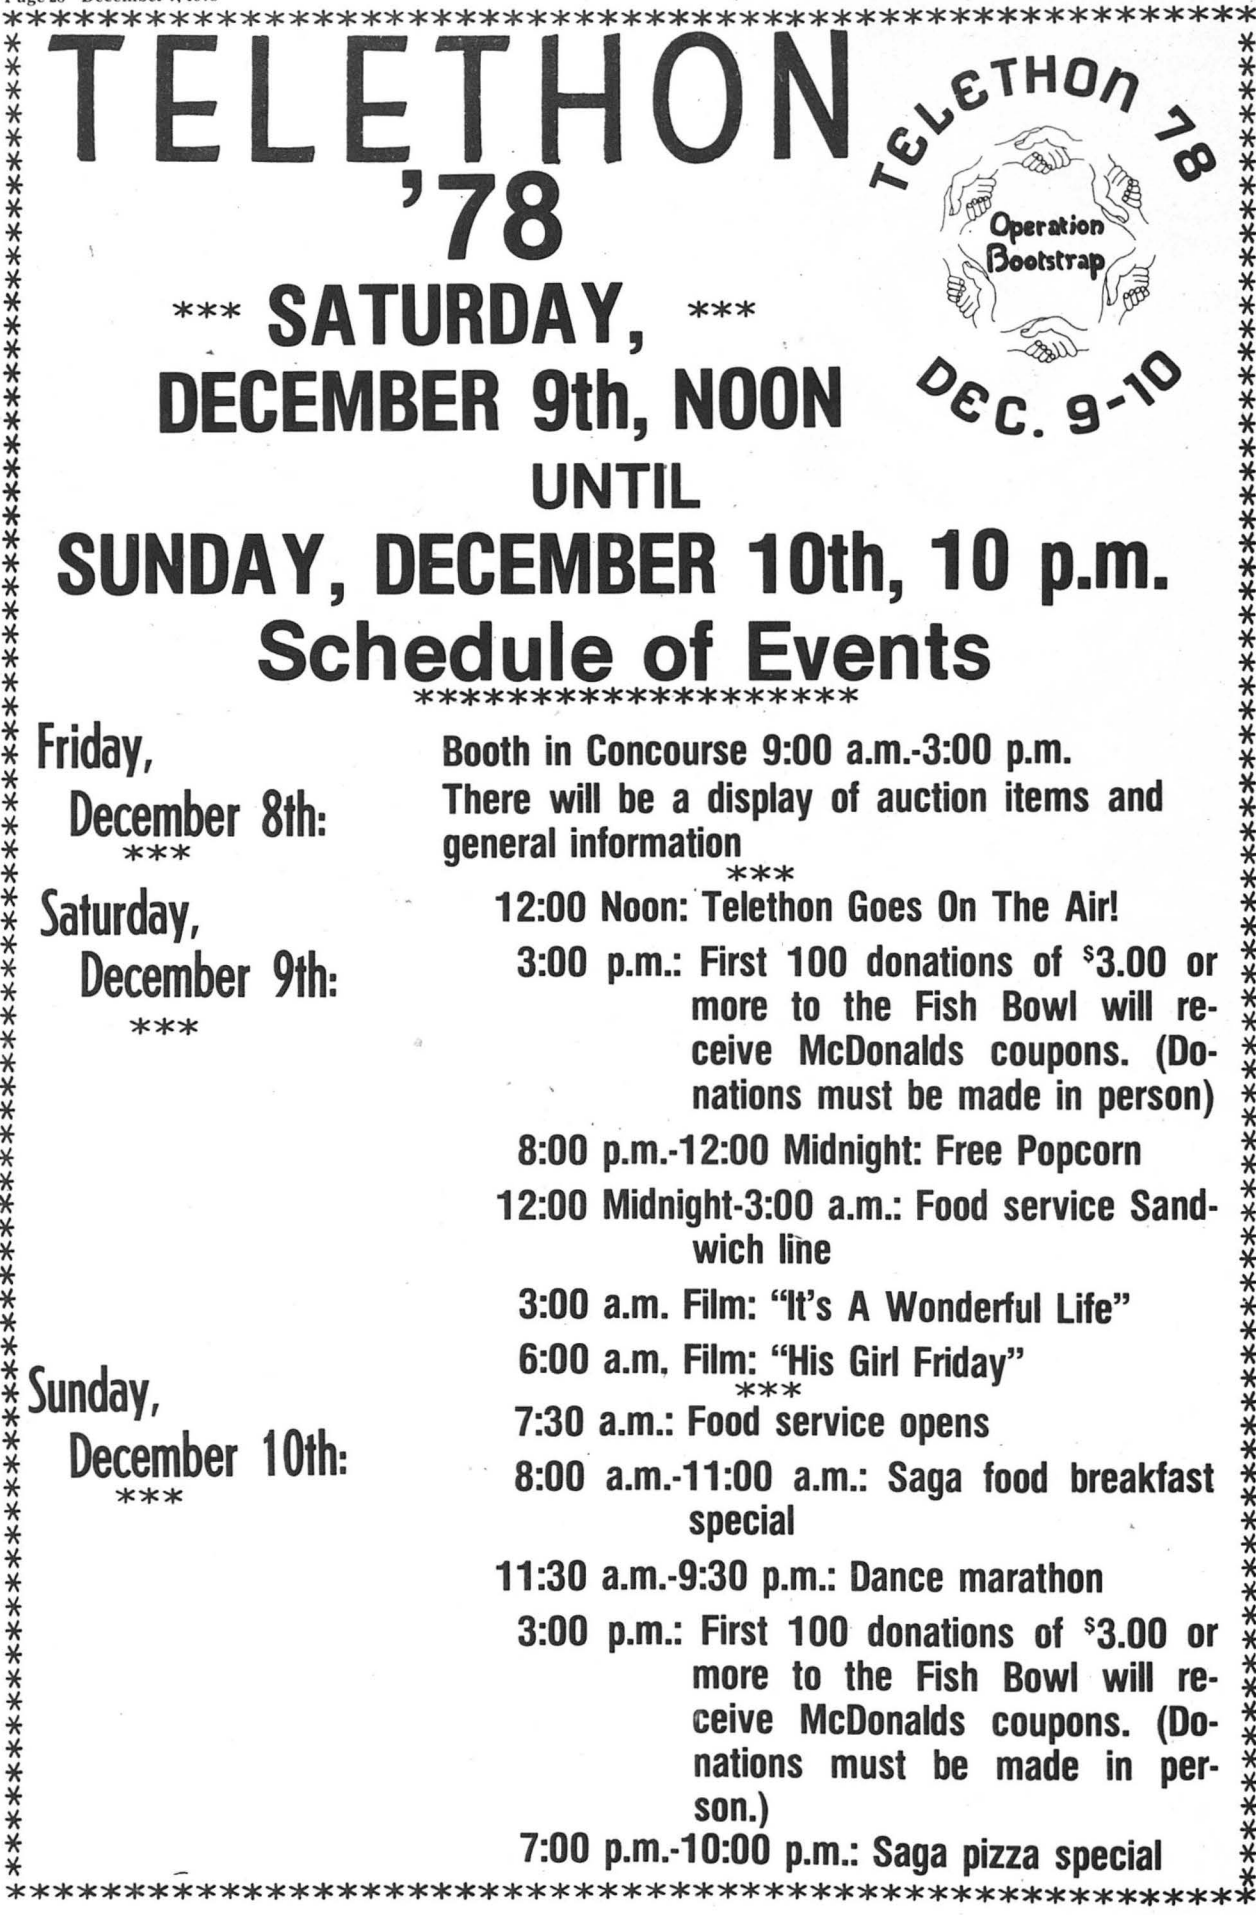 TELETHON
'78
TELETHON 78
Operation
Bootstrap
DEC. 9-10
*** SATURDAY, ***
DECEMBER 9th, NOON
UNTIL
SUNDAY, DECEMBER 10th, 10 p.m.
Schedule of Events
*******************
Friday,
December 8th:
***
Booth in Concourse 9:00 a.m.-3:00 p.m.
There will be a display of auction items and
general information
***
Saturday,
December 9th:
***
12:00 Noon: Telethon Goes On The Air!
3:00 p.m.: First 100 donations of $3.00 or
more to the Fish Bowl will re-
ceive McDonalds coupons. (Do-
nations must be made in person)
8:00 p.m.-12:00 Midnight: Free Popcorn
12:00 Midnight-3:00 a.m.: Food service Sand-
wich line
3:00 a.m. Film: “It's A Wonderful Life”
6:00 a.m. Film: “His Girl Friday”
***
Sunday,
December 10th:
***
7:30 a.m.: Food service opens
8:00 a.m.-11:00 a.m.: Saga food breakfast
special
11:30 a.m.-9:30 p.m.: Dance marathon
3:00 p.m.: First 100 donations of $3.00 or
more to the Fish Bowl will re-
ceive McDonalds coupons. (Do-
nations must be made in per-
son.)
7:00 p.m.-10:00 p.m.: Saga pizza special